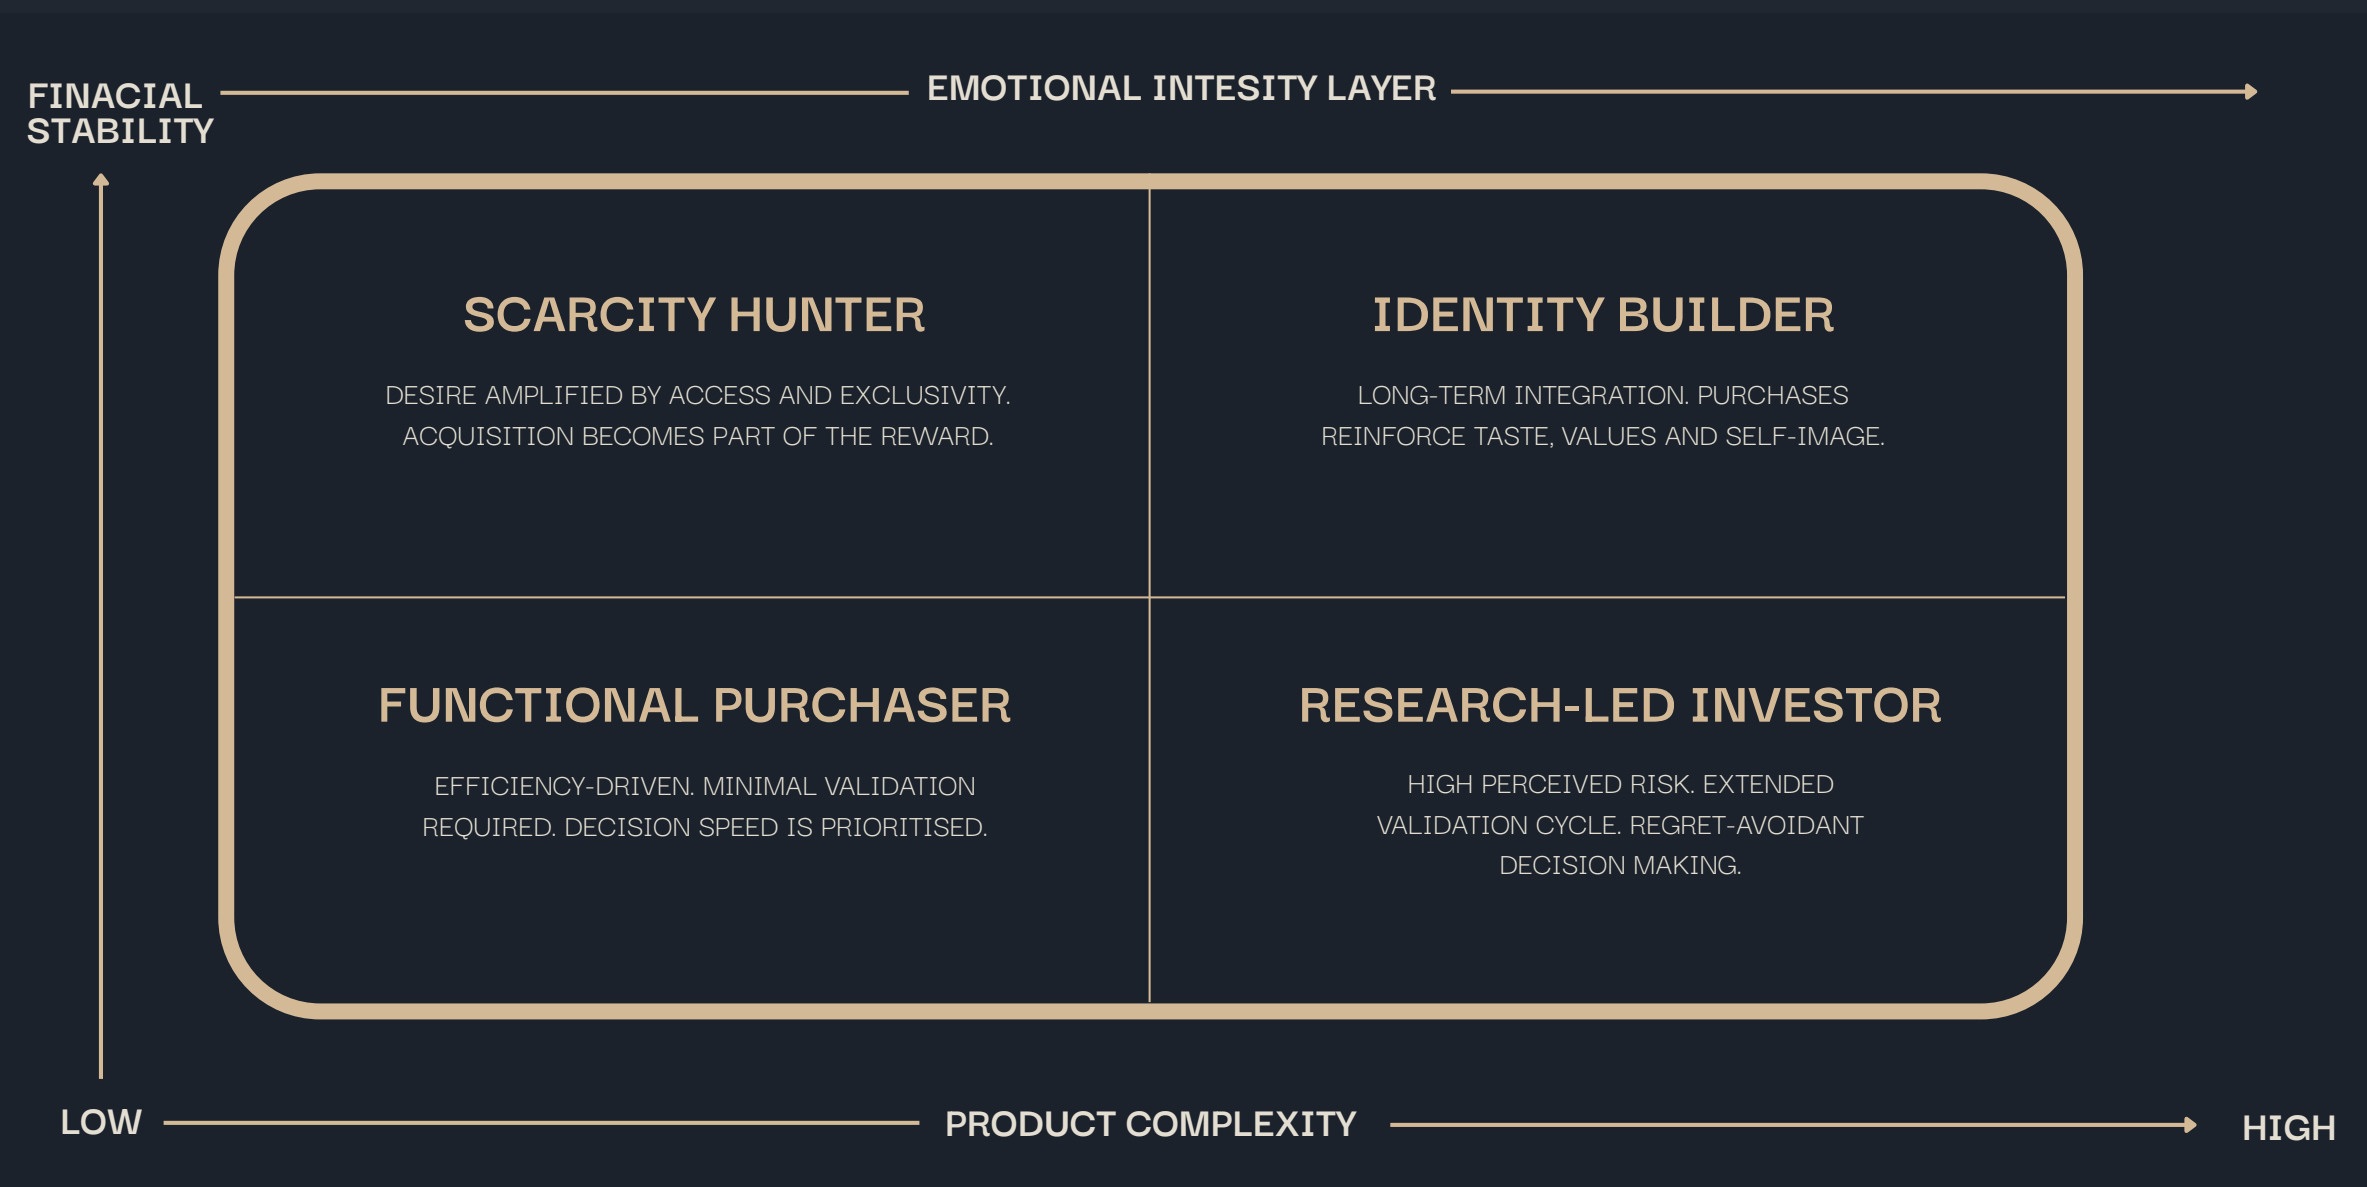 FINACIAL
STABILITY
EMOTIONAL INTESITY LAYER
SCARCITY HUNTER
DESIRE AMPLIFIED BY ACCESS AND EXCLUSIVITY.
ACQUISITION BECOMES PART OF THE REWARD.
IDENTITY BUILDER
LONG-TERM INTEGRATION. PURCHASES
REINFORCE TASTE, VALUES AND SELF-IMAGE.
FUNCTIONAL PURCHASER
EFFICIENCY-DRIVEN. MINIMAL VALIDATION
REQUIRED. DECISION SPEED IS PRIORITISED.
RESEARCH-LED INVESTOR
HIGH PERCEIVED RISK. EXTENDED
VALIDATION CYCLE. REGRET-AVOIDANT
DECISION MAKING.
LOW
PRODUCT COMPLEXITY
HIGH